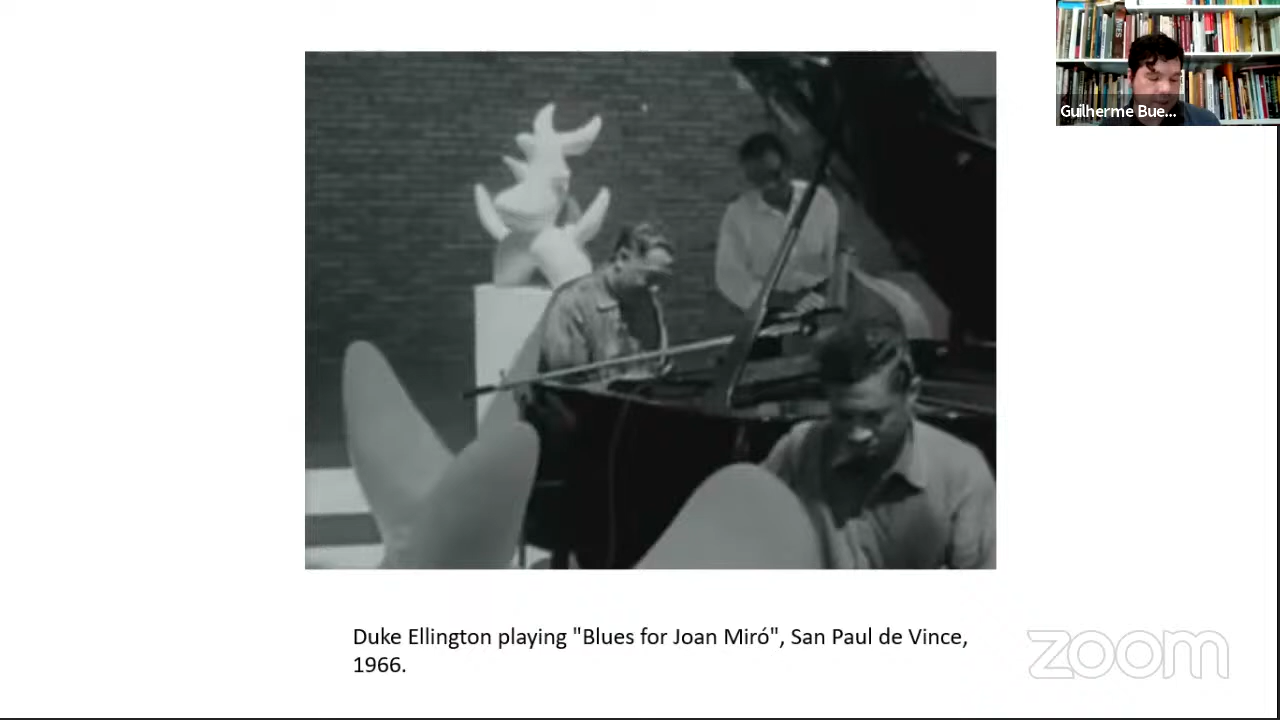 Guilherme Bue...
Duke Ellington playing "Blues for Joan Miró", San Paul de Vince,
1966.
zoom